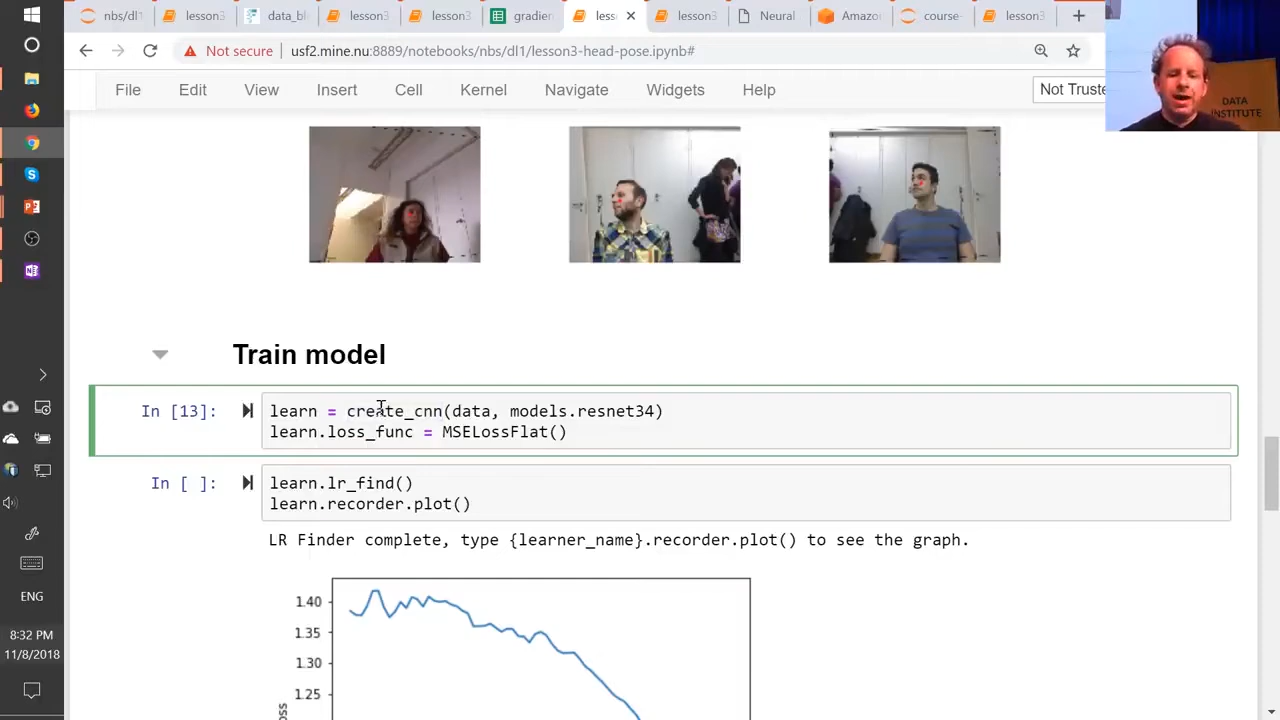 nbs/dl1
lesson3
data_bl
lesson3
lesson3
gradien
less
lesson3
Neural
Amazon
course-
lesson3
Not secure
usf2.mine.nu:8889/notebooks/nbs/dl1/lesson3-head-pose.ipynb#
File Edit View Insert Cell Kernel Navigate Widgets Help
Not Truste
DATA
INSTITUTE
Train model
In [13]:
learn = create_cnn(data, models.resnet34)
learn.loss_func = MSELossFlat()
In [ ]:
learn.lr_find()
learn.recorder.plot()
LR Finder complete, type {learner_name}.recorder.plot() to see the graph.
1.40
1.35
1.30
1.25
oss
ENG
8:32 PM
11/8/2018